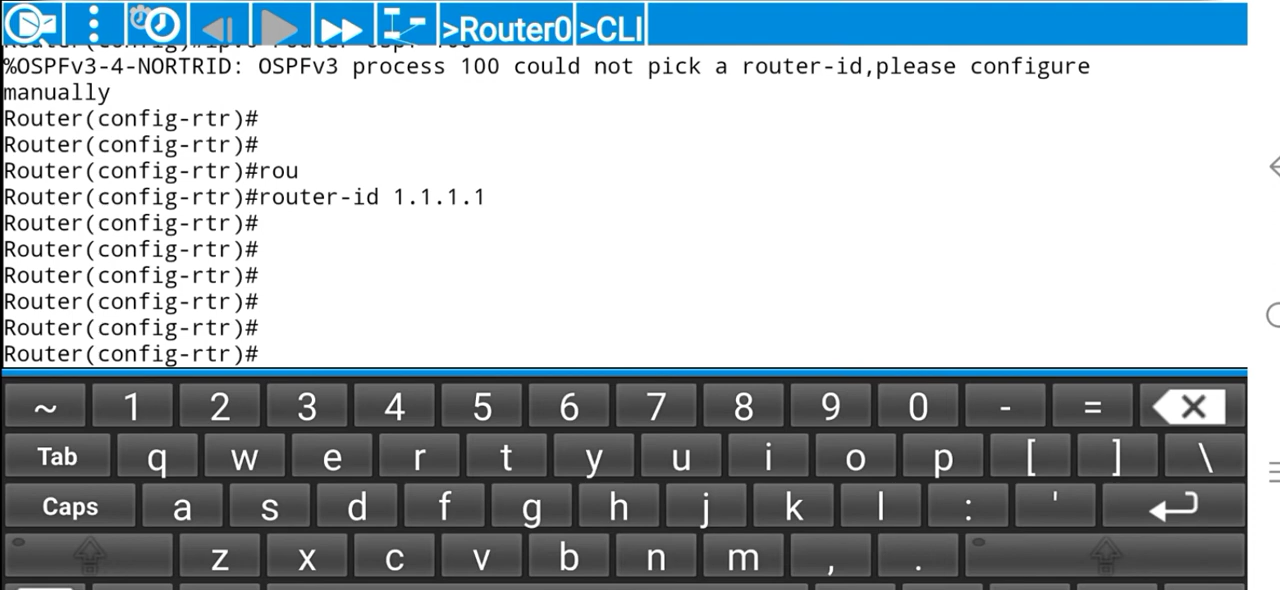 >Router0 >CLI
%OSPFv3-4-NORTRID: OSPFv3 process 100 could not pick a router-id,please configure
manually
Router(config-rtr)#
Router(config-rtr)#
Router(config-rtr)#rou
Router(config-rtr)#router-id 1.1.1.1
Router(config-rtr)#
Router(config-rtr)#
Router(config-rtr)#
Router(config-rtr)#
Router(config-rtr)#
Router(config-rtr)#
~ 1 2 3 4 5 6 7 8 9 0 - =
Tab q w e r t y u i o p [ ] \
Caps a s d f g h j k l : '
z x c v b n m , .